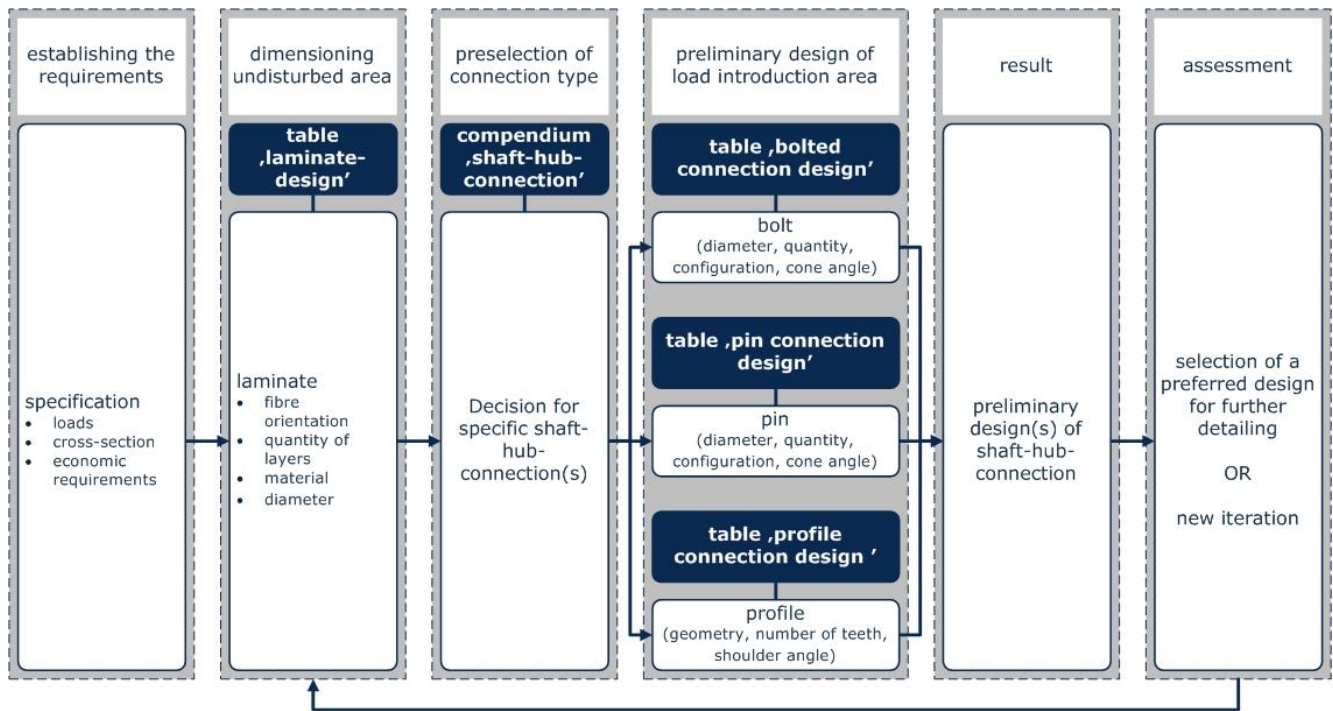 establishing the
requirements
specification
• loads
• cross-section
• economic
requirements
dimensioning
undisturbed area
table
‚laminate-
design’
laminate
• fibre
orientation
• quantity of
layers
• material
• diameter
preselection of
connection type
compendium
‚shaft-hub-
connection’
Decision for
specific shaft-
hub-
connection(s)
preliminary design of
load introduction area
table ‚bolted
connection design’
bolt
(diameter, quantity,
configuration, cone angle)
table ‚pin connection
design’
pin
(diameter, quantity,
configuration, cone angle)
table ‚profile
connection design ’
profile
(geometry, number of teeth,
shoulder angle)
result
preliminary
design(s) of
shaft-hub-
connection
assessment
selection of a
preferred design
for further
detailing
OR
new iteration